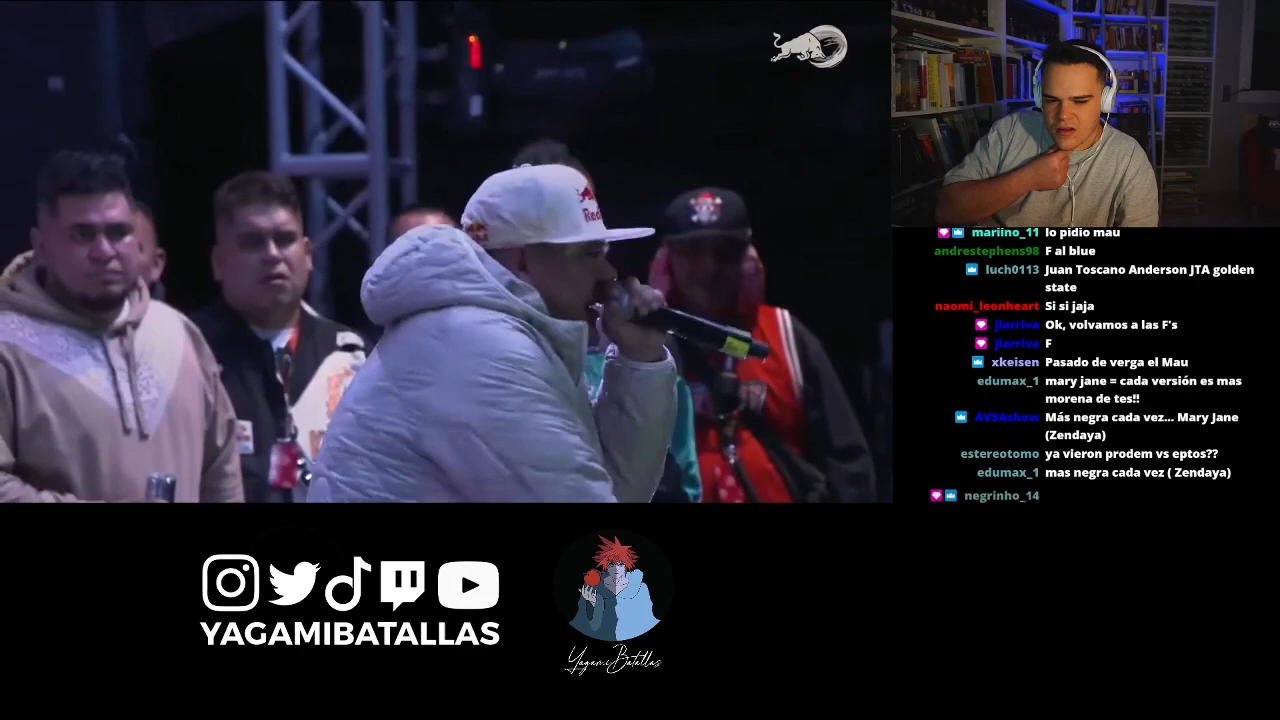 Red
mariino_11 lo pidio mau
andrestephens98 F al blue
luch0113 Juan Toscano Anderson JTA golden
state
naomi_leonheart Si si jaja
jlarriva Ok, volvamos a las F's
jlarriva F
xkeisen Pasado de verga el Mau
edumax_1 mary jane = cada versión es mas
morena de tes!!
AVSAshow Más negra cada vez... Mary Jane
(Zendaya)
estereotomo ya vieron prodem vs eptos??
edumax_1 mas negra cada vez ( Zendaya)
negrinho_14
YAGAMIBATALLAS
YagamiBatallas